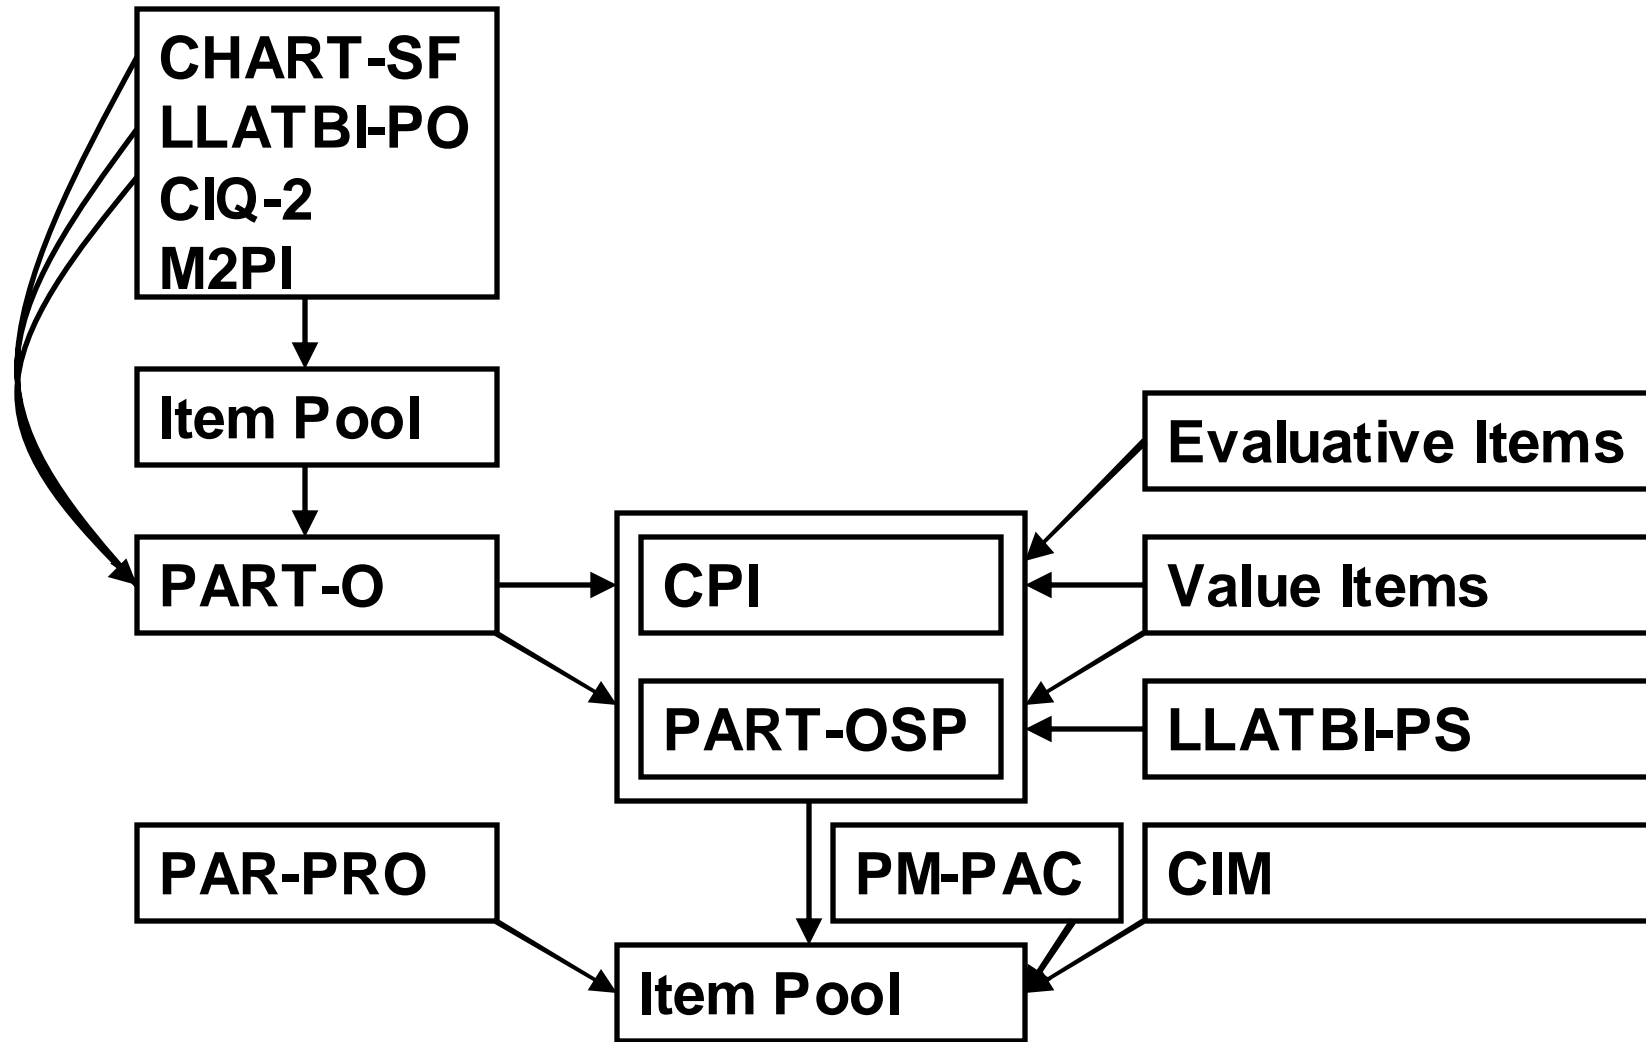 CHART-SF
LLATBI-PO
CIQ-2
M2PI
Item Pool
Evaluative Items
PART-O
CPI
Value Items
PART-OSP
LLATBI-PS
PAR-PRO
PM-PAC
CIM
Item Pool